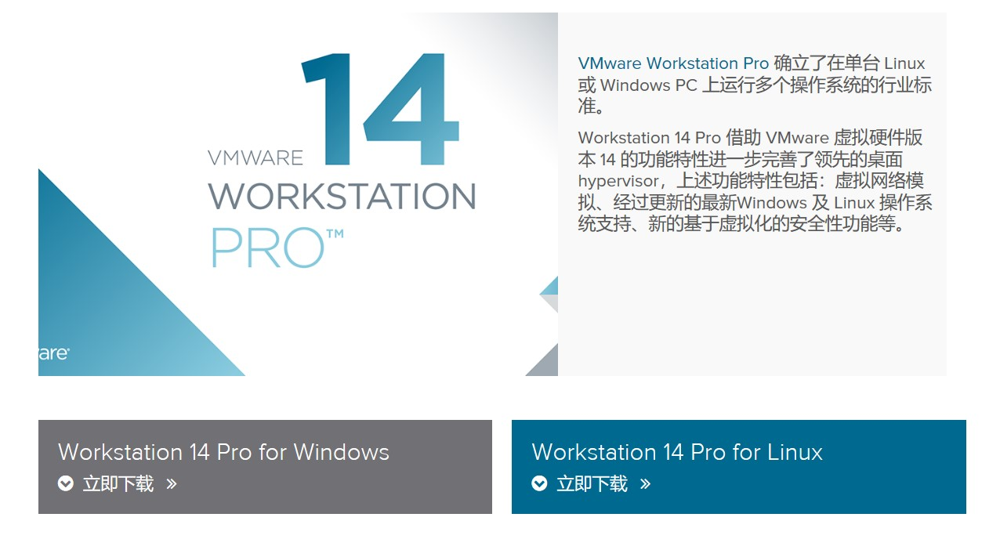 VMWARE 14
WORKSTATION
PRO™
are®
VMware Workstation Pro 确立了在单台 Linux
或 Windows PC 上运行多个操作系统的行业标
准。
Workstation 14 Pro 借助 VMware 虚拟硬件版
本 14 的功能特性进一步完善了领先的桌面
hypervisor，上述功能特性包括：虚拟网络模
拟、经过更新的最新Windows 及 Linux 操作系
统支持、新的基于虚拟化的安全性功能等。
Workstation 14 Pro for Windows
立即下载 »
Workstation 14 Pro for Linux
立即下载 »